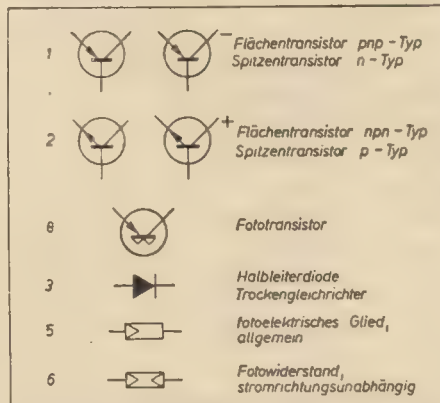 1 − Flächentransistor pnp - Typ
Spitzentransistor n - Typ
2 + Flächentransistor npn - Typ
Spitzentransistor p - Typ
8 Fototransistor
3 Halbleiterdiode
Trockengleichrichter
5 fotoelektrisches Glied,
allgemein
6 Fotowiderstand,
stromrichtungsunabhängig